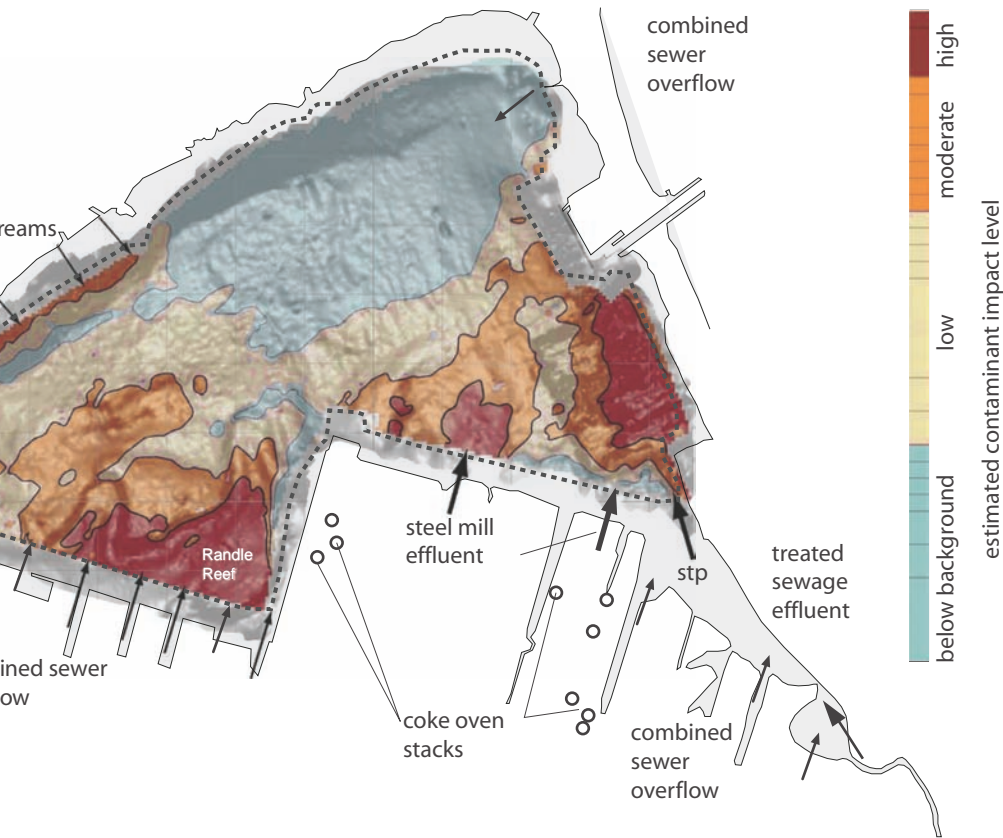 combined
sewer
overflow
reams
steel mill
effluent
Randle
Reef
stp
treated
sewage
effluent
ined sewer
ow
coke oven
stacks
combined
sewer
overflow
high
moderate
low
below background
estimated contaminant impact level